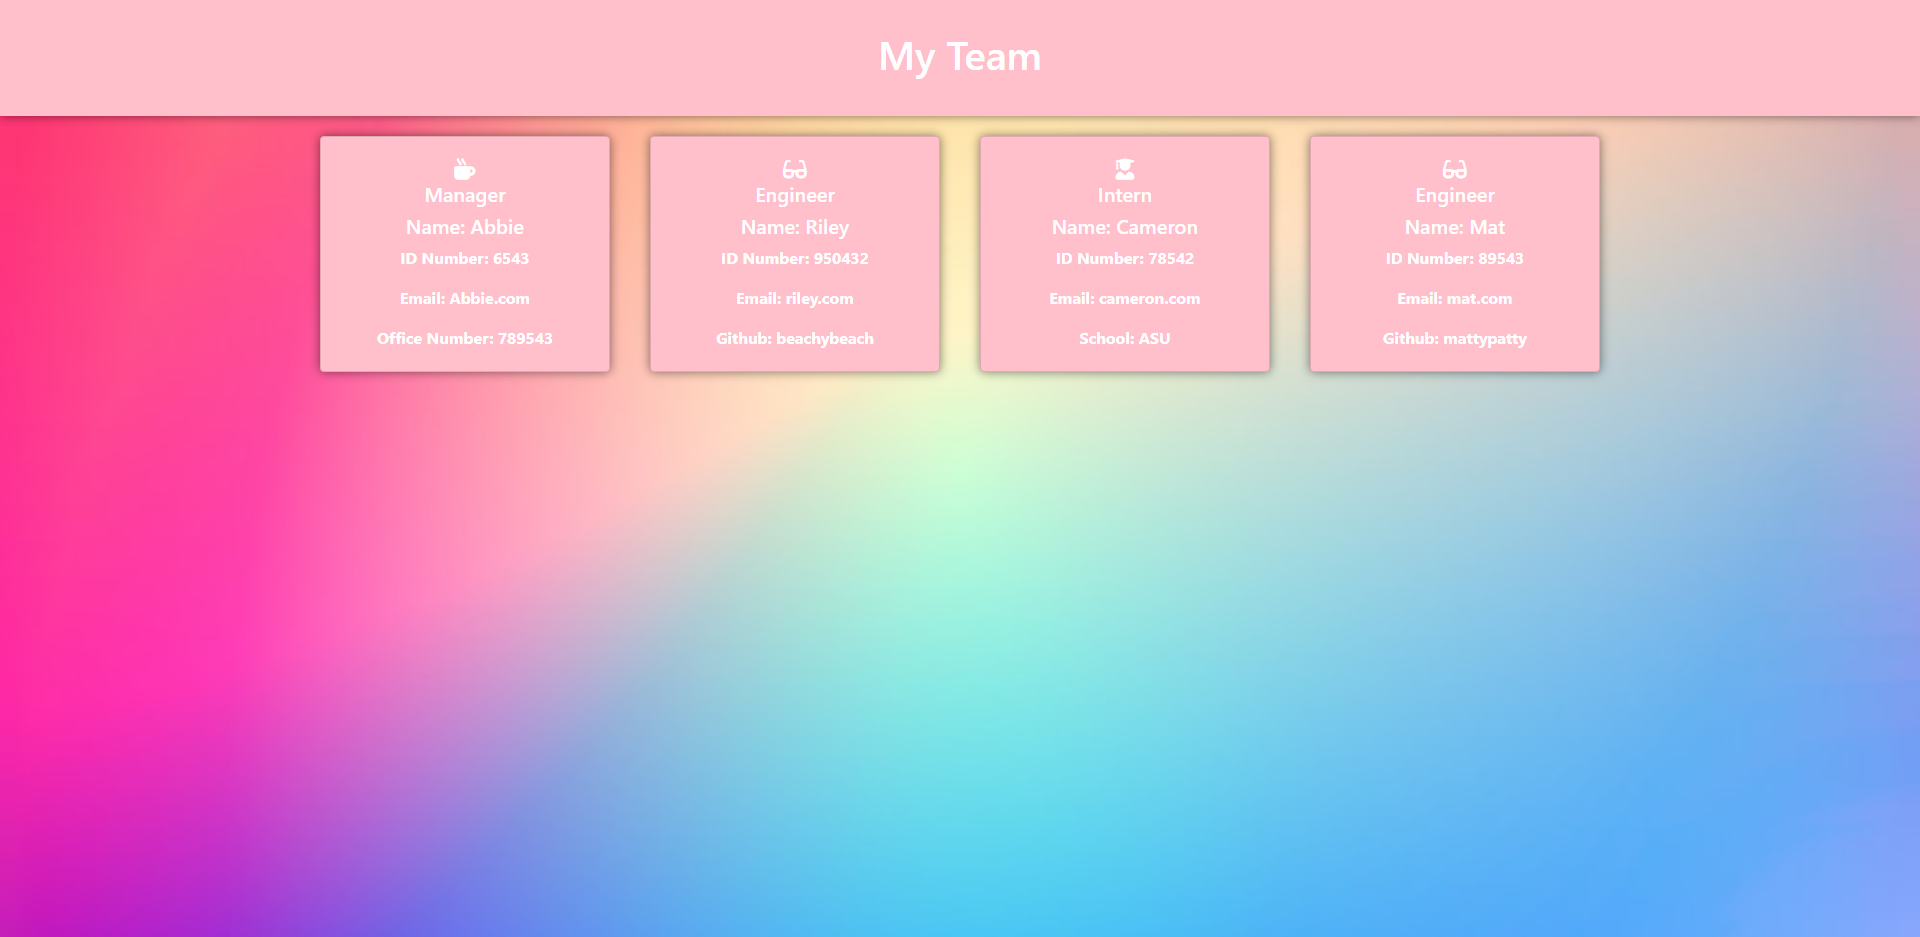 My Team
Manager
Name: Abbie
ID Number: 6543
Email: Abbie.com
Office Number: 789543
Engineer
Name: Riley
ID Number: 950432
Email: riley.com
Github: beachybeach
Intern
Name: Cameron
ID Number: 78542
Email: cameron.com
School: ASU
Engineer
Name: Mat
ID Number: 89543
Email: mat.com
Github: mattypatty